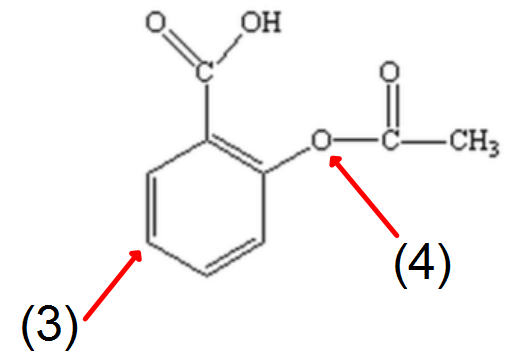 O OH
C O
O C CH3
(4)
(3)